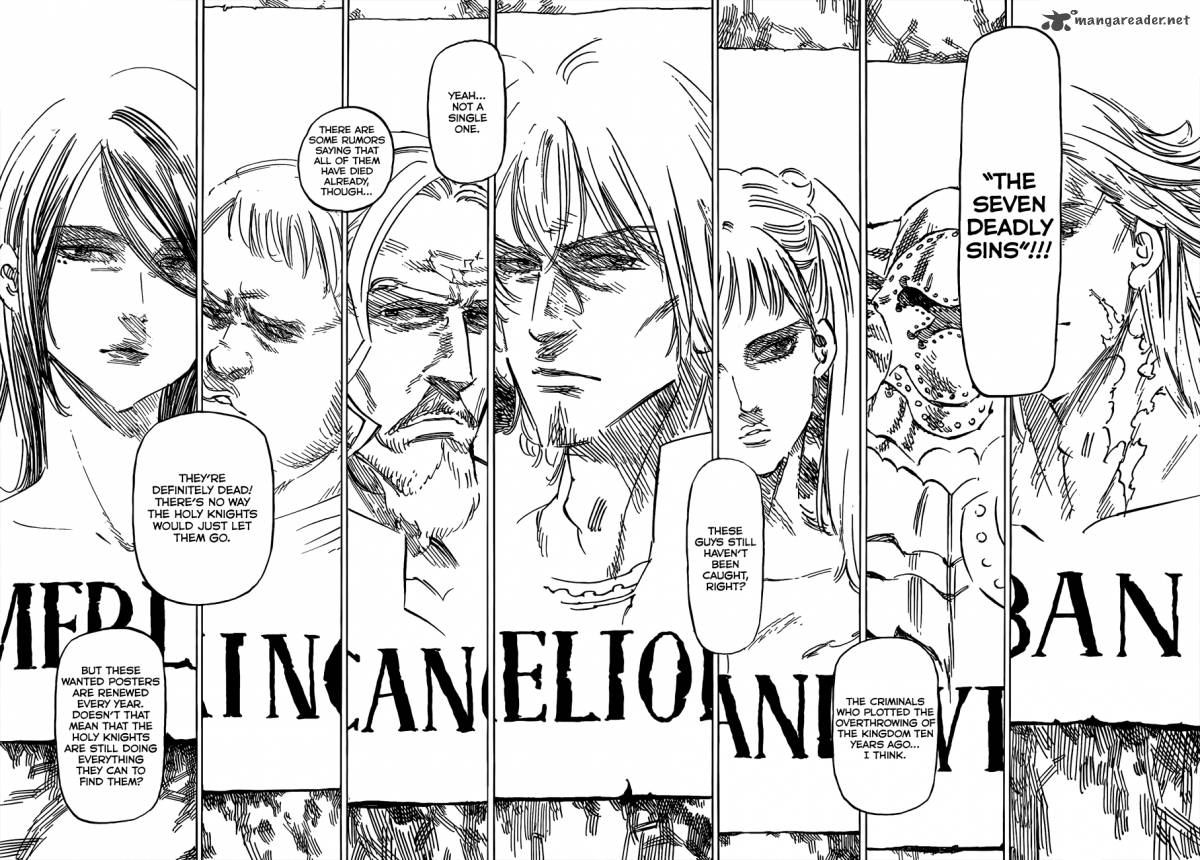 mangareader.net
"THE
SEVEN
DEADLY
SINS"!!!
THE CRIMINALS
WHO PLOTTED THE
OVERTHROWING OF
THE KINGDOM TEN
YEARS AGO...
I THINK.
THESE
GUYS STILL
HAVEN'T
BEEN
CAUGHT,
RIGHT?
YEAH...
NOT A
SINGLE
ONE.
THERE ARE
SOME RUMORS
SAYING THAT
ALL OF THEM
HAVE DIED
ALREADY,
THOUGH...
THEY'RE
DEFINITELY DEAD!
THERE'S NO WAY
THE HOLY KNIGHTS
WOULD JUST LET
THEM GO.
BUT THESE
WANTED POSTERS
ARE RENEWED
EVERY YEAR.
DOESN'T THAT
MEAN THAT THE
HOLY KNIGHTS
ARE STILL DOING
EVERYTHING
THEY CAN TO
FIND THEM?
BAN
AN
ELIO
CAN
IN
MERL